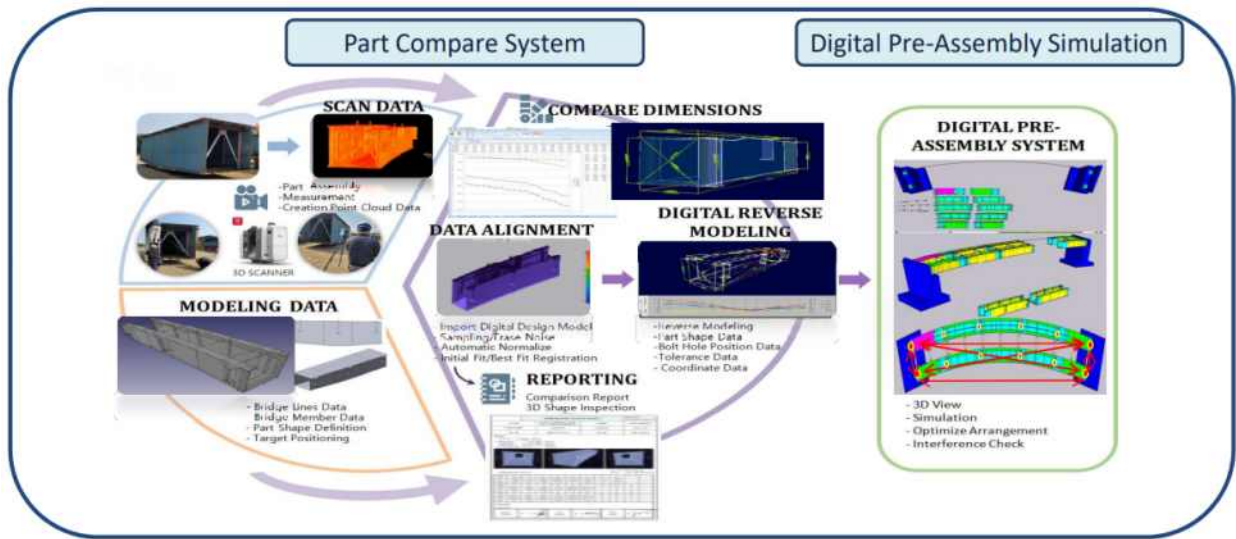 Part Compare System
Digital Pre-Assembly Simulation
SCAN DATA
-Part Assembly
-Measurement
-Creation Point Cloud Data
3D SCANNER
MODELING DATA
- Bridge Lines Data
Bridge Member Data
- Part Shape Definition
- Target Positioning
COMPARE DIMENSIONS
DATA ALIGNMENT
- Import Digital Design Model
- Sampling/Erase Noise
- Automatic Normalize
- Initial Fit/Best Fit Registration
DIGITAL REVERSE
MODELING
-Reverse Modeling
-Part Shape Data
-Bolt Hole Position Data
-Tolerance Data
- Coordinate Data
REPORTING
Comparison Report
3D Shape Inspection
DIGITAL PRE-
ASSEMBLY SYSTEM
- 3D View
- Simulation
- Optimize Arrangement
- Interference Check